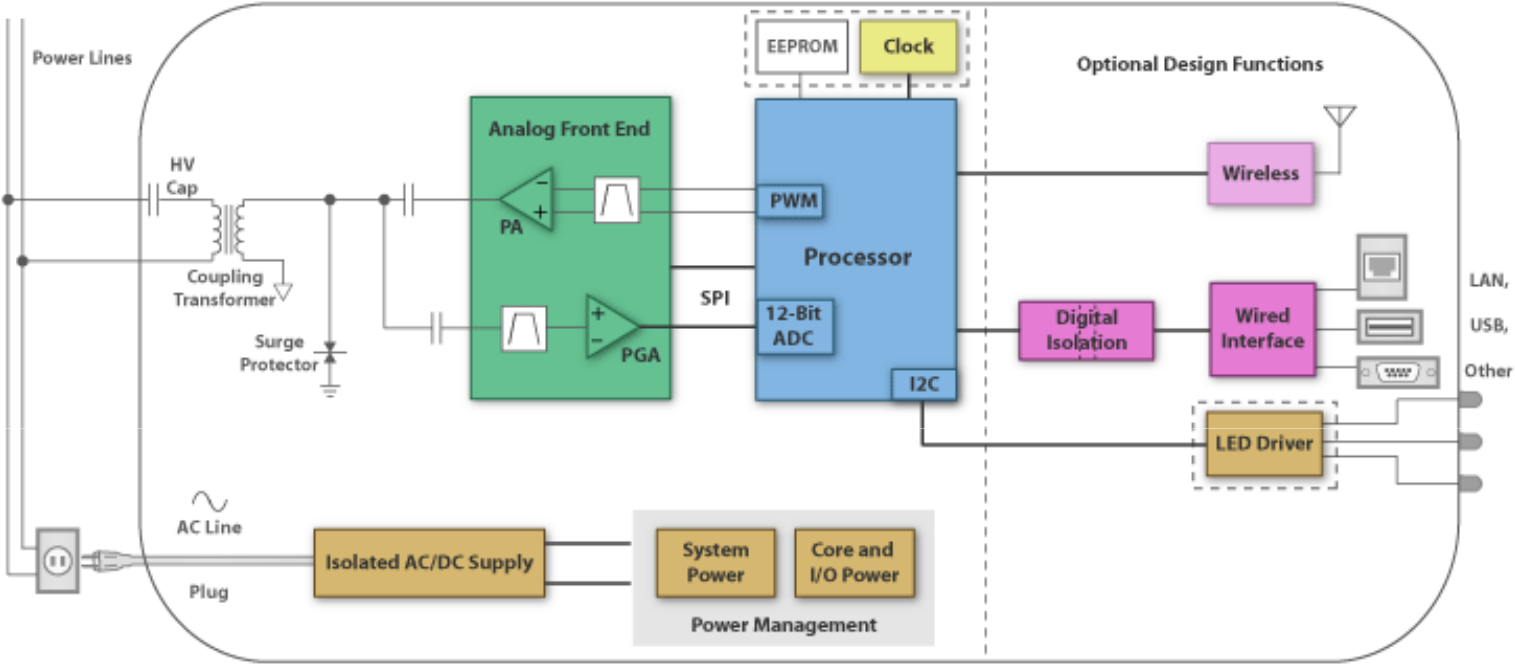 Power Lines
EEPROM
Clock
Optional Design Functions
Analog Front End
HV
Cap
PA
PWM
Wireless
Processor
Coupling
Transformer
SPI
12-Bit
ADC
PGA
Surge
Protector
I2C
Digital
Isolation
Wired
Interface
LAN,
USB,
Other
LED Driver
AC Line
Plug
Isolated AC/DC Supply
System
Power
Core and
I/O Power
Power Management